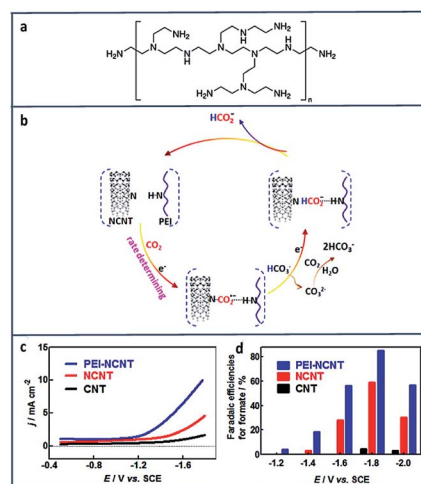 a
NH₂
NH₂
H₂N
N
N
H
N
N
N
H
NH₂
H₂N
N
NH₂
n
b
HCO₂⁻
N
H-N
NCNT
PEI
N HCO₂⁻ H-N
CO₂
e⁻
rate determining
N-CO₂•⁻ H-N
e⁻
HCO₃⁻
CO₂
H₂O
2HCO₃⁻
CO₃²⁻
c
PEI-NCNT
NCNT
CNT
j / mA cm⁻²
15
10
5
0
-0.4 -0.8 -1.2 -1.6
E / V vs. SCE
d
PEI-NCNT
NCNT
CNT
Faradaic efficiencies
for formate / %
80
60
40
20
0
-1.2 -1.4 -1.6 -1.8 -2.0
E / V vs. SCE